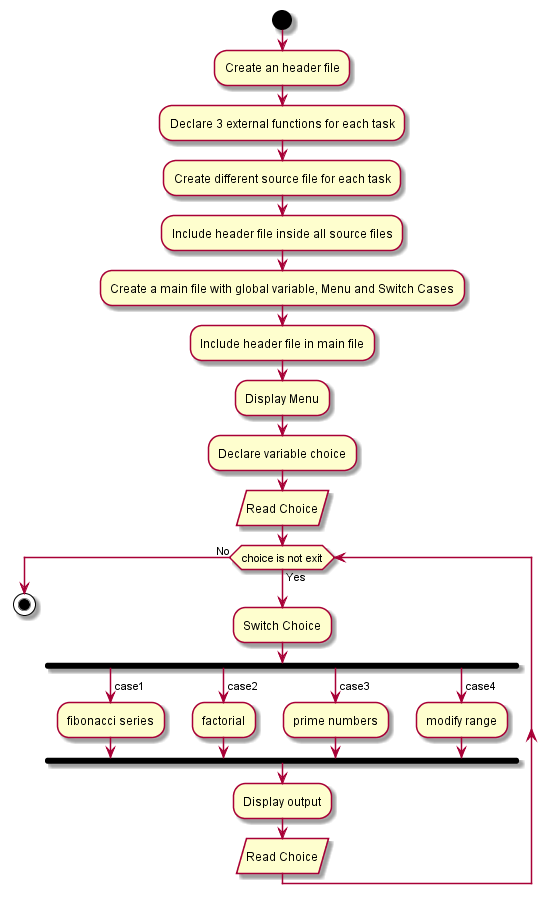 Create an header file
Declare 3 external functions for each task
Create different source file for each task
Include header file inside all source files
Create a main file with global variable, Menu and Switch Cases
Include header file in main file
Display Menu
Declare variable choice
Read Choice
No
choice is not exit
Yes
Switch Choice
case1
case2
case3
case4
fibonacci series
factorial
prime numbers
modify range
Display output
Read Choice